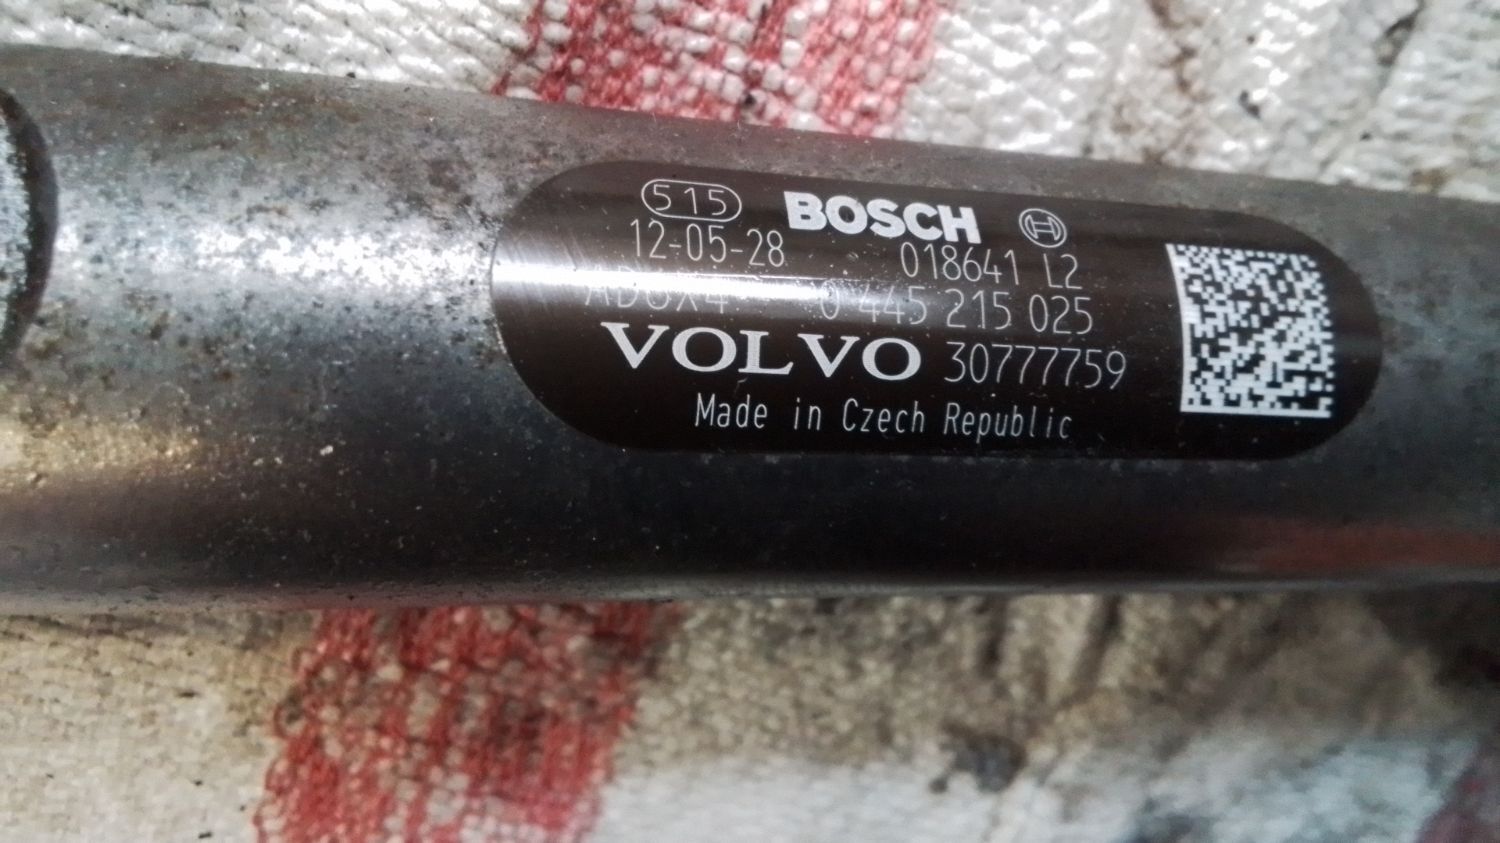 515 BOSCH
12-05-28 018641 L2
0 445 215 025
VOLVO 30777759
Made in Czech Republic